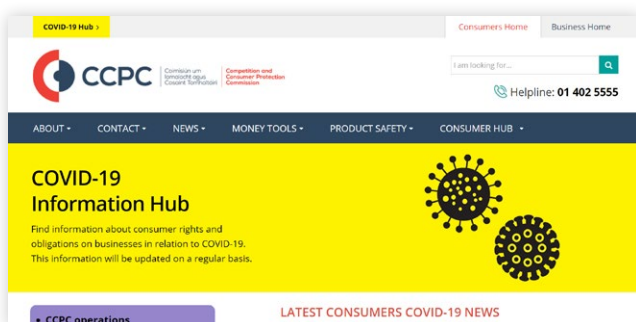 COVID-19 Hub >
Consumers Home Business Home
CCPC
Coimisiún um
Iomaíocht agus
Cosaint Tomhaltóirí
Competition and
Consumer Protection
Commission
I am looking for...
Helpline: 01 402 5555
ABOUT CONTACT NEWS MONEY TOOLS PRODUCT SAFETY CONSUMER HUB
COVID-19
Information Hub
Find information about consumer rights and
obligations on businesses in relation to COVID-19.
This information will be updated on a regular basis.
• CCPC operations
LATEST CONSUMERS COVID-19 NEWS